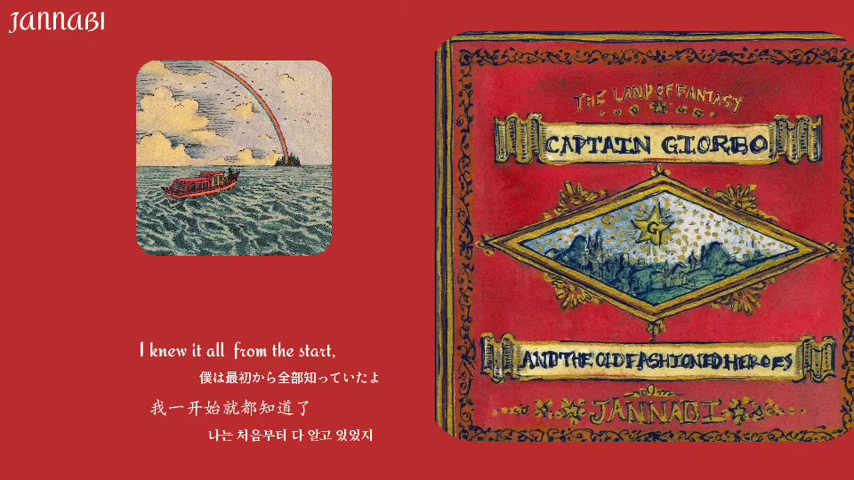 JANNABI
I knew it all from the start,
僕は最初から全部知っていたよ
我一开始就都知道了
나는 처음부터 다 알고 있었지
THE LAND OF FANTASY
CAPTAIN GIORBO
G
AND THE OLD FASHIONED HEROES
JANNABI